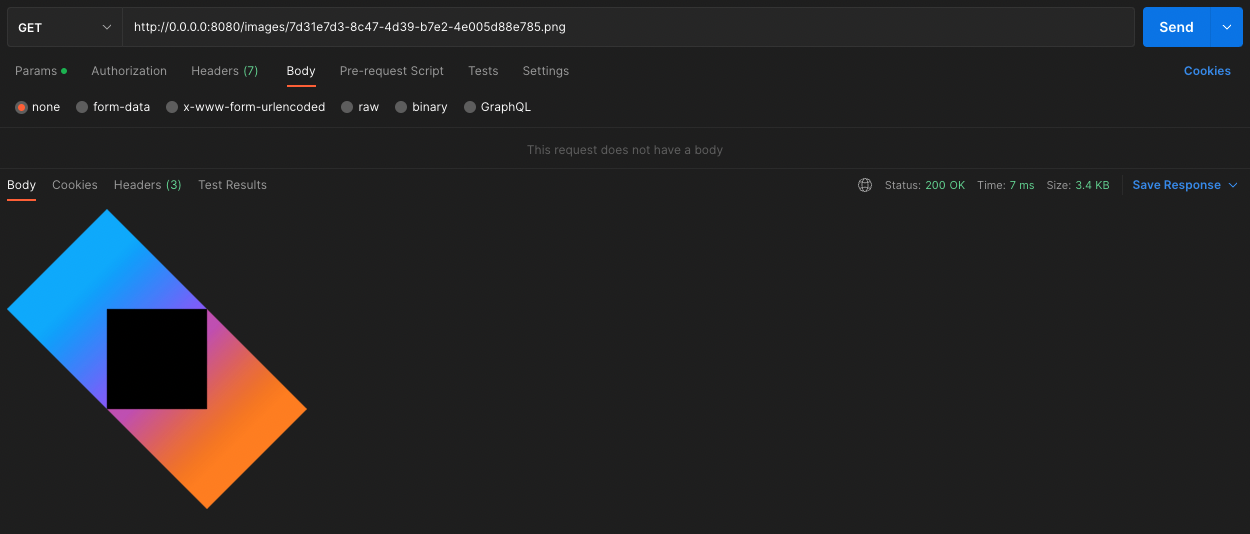 GET http://0.0.0.0:8080/images/7d31e7d3-8c47-4d39-b7e2-4e005d88e785.png Send
Params Authorization Headers (7) Body Pre-request Script Tests Settings Cookies
none form-data x-www-form-urlencoded raw binary GraphQL
This request does not have a body
Body Cookies Headers (3) Test Results Status: 200 OK Time: 7 ms Size: 3.4 KB Save Response